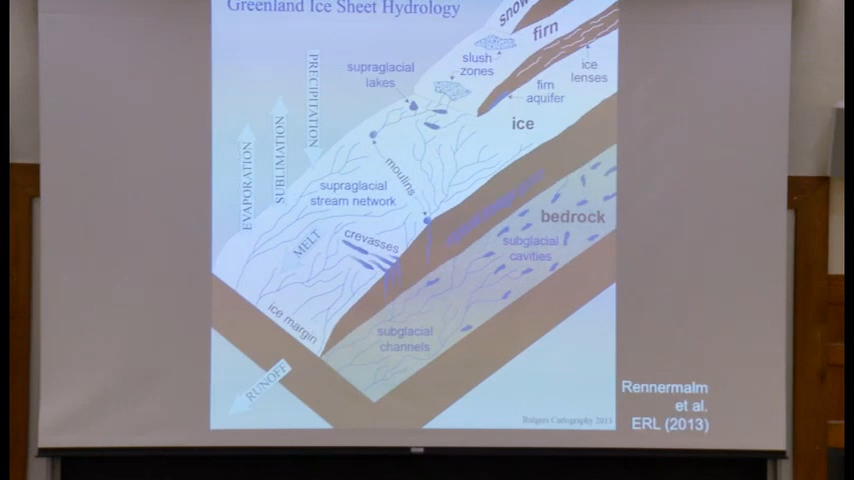 Greenland Ice Sheet Hydrology
snow
firn
slush
zones
ice
lenses
supraglacial
lakes
firn
aquifer
ice
PRECIPITATION
SUBLIMATION
EVAPORATION
moulins
supraglacial
stream network
bedrock
MELT
crevasses
subglacial
cavities
ice margin
subglacial
channels
RUNOFF
Rennermalm
et al.
ERL (2013)
Rutgers Cartography 2013